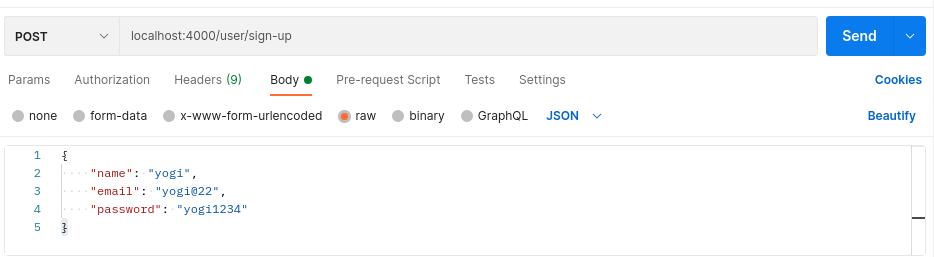 POST localhost:4000/user/sign-up Send
Params Authorization Headers (9) Body Pre-request Script Tests Settings Cookies
none form-data x-www-form-urlencoded raw binary GraphQL JSON Beautify
1 {
2 ····"name":·"yogi",
3 ····"email":·"yogi@22",
4 ····"password":·"yogi1234"
5 }